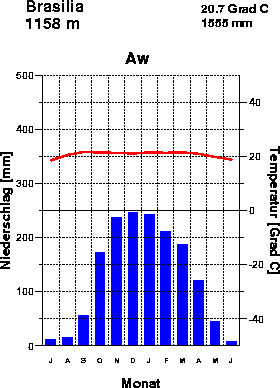 Brasilia
1158 m
20.7 Grad C
1555 mm
Aw
Niederschlag [mm]
500
400
300
200
100
0
40
20
0
-20
-40
Temperatur [Grad C]
J A S O N D J F M A M J
Monat